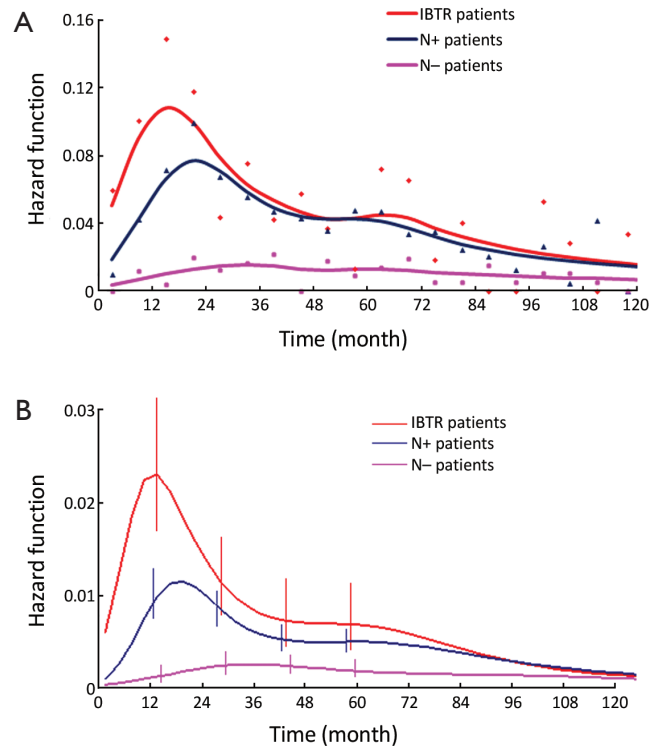 A
IBTR patients
N+ patients
N– patients
Hazard function
0.16
0.12
0.08
0.04
0
0 12 24 36 48 60 72 84 96 108 120
Time (month)
B
IBTR patients
N+ patients
N– patients
Hazard function
0.03
0.02
0.01
0
0 12 24 36 48 60 72 84 96 108 120
Time (month)